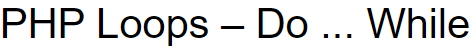 PHP Loops – Do ... While